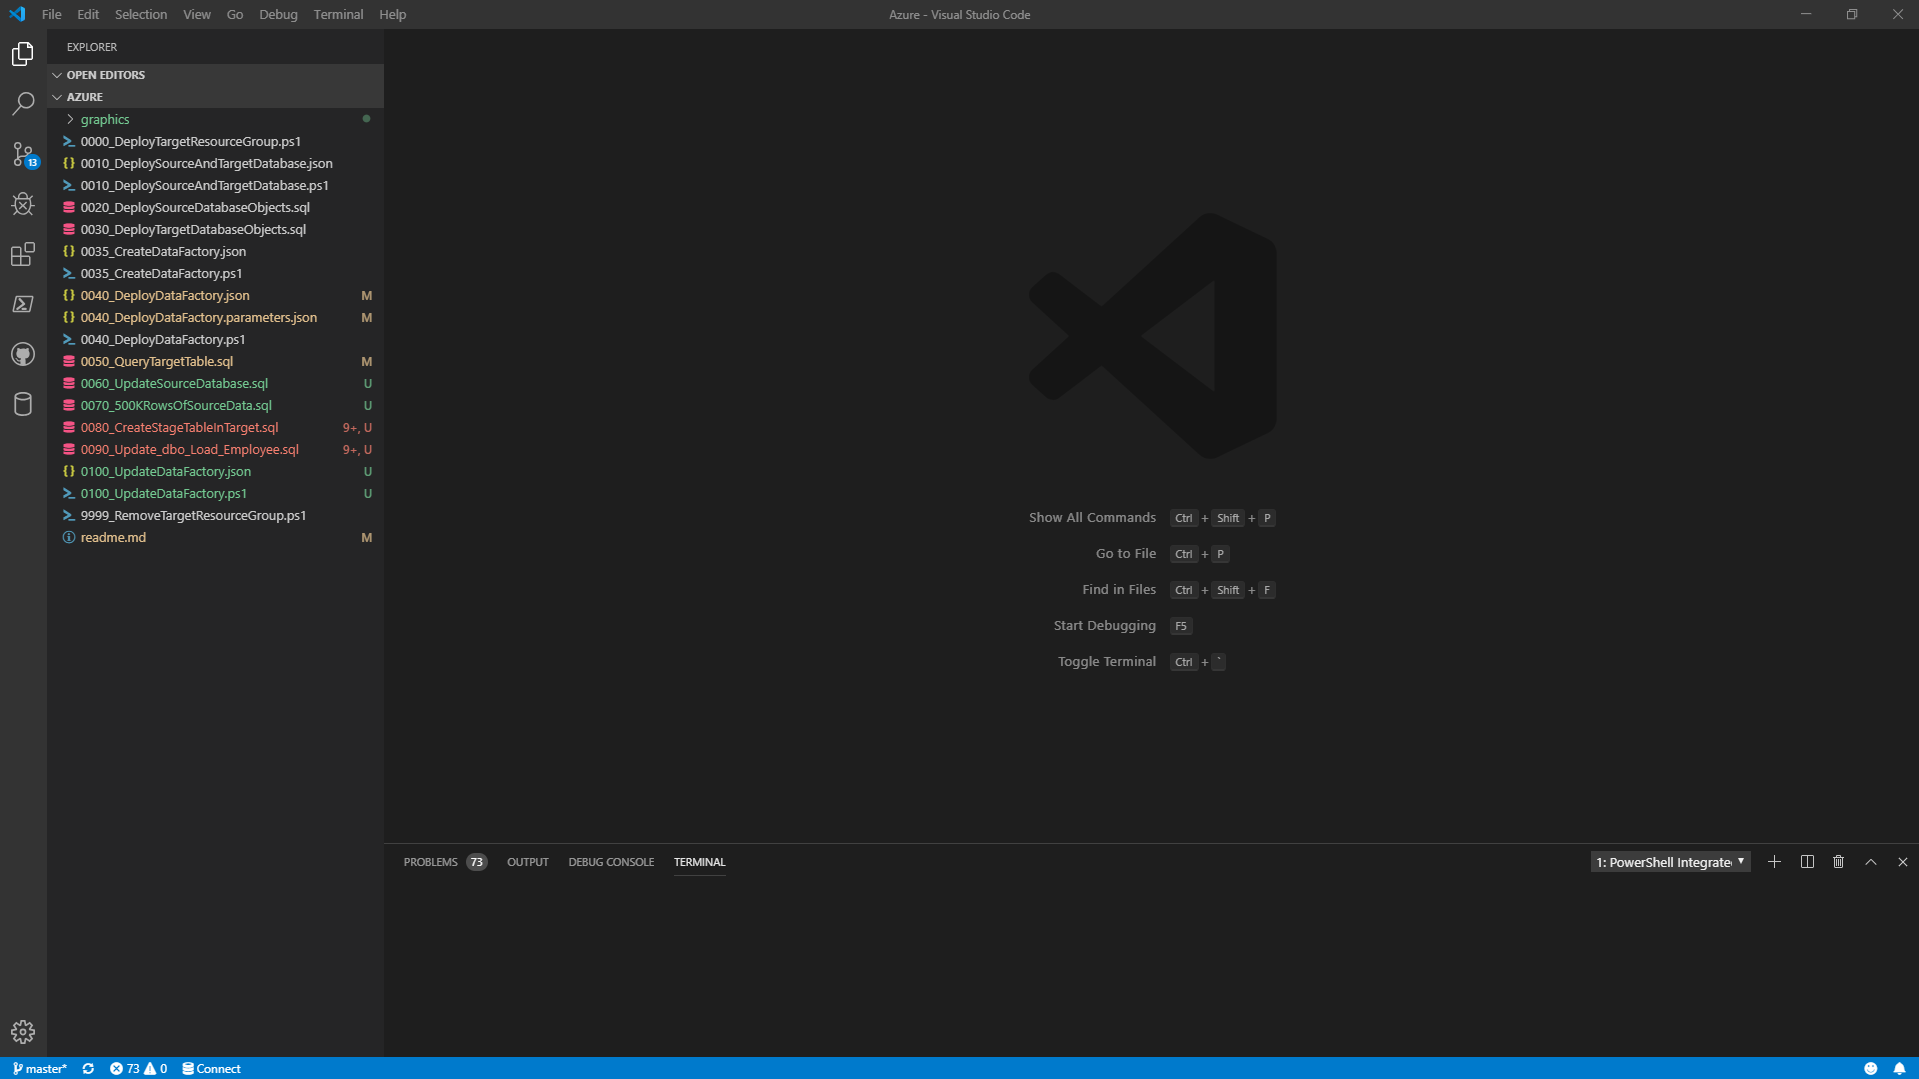 File Edit Selection View Go Debug Terminal Help
Azure - Visual Studio Code
EXPLORER
OPEN EDITORS
AZURE
graphics
0000_DeployTargetResourceGroup.ps1
0010_DeploySourceAndTargetDatabase.json
0010_DeploySourceAndTargetDatabase.ps1
0020_DeploySourceDatabaseObjects.sql
0030_DeployTargetDatabaseObjects.sql
0035_CreateDataFactory.json
0035_CreateDataFactory.ps1
0040_DeployDataFactory.json M
0040_DeployDataFactory.parameters.json M
0040_DeployDataFactory.ps1
0050_QueryTargetTable.sql M
0060_UpdateSourceDatabase.sql U
0070_500KRowsOfSourceData.sql U
0080_CreateStageTableInTarget.sql 9+, U
0090_Update_dbo_Load_Employee.sql 9+, U
0100_UpdateDataFactory.json U
0100_UpdateDataFactory.ps1 U
9999_RemoveTargetResourceGroup.ps1
readme.md M
13
Show All Commands Ctrl + Shift + P
Go to File Ctrl + P
Find in Files Ctrl + Shift + F
Start Debugging F5
Toggle Terminal Ctrl + `
PROBLEMS 73 OUTPUT DEBUG CONSOLE TERMINAL
1: PowerShell Integrate
master* 73 0 Connect